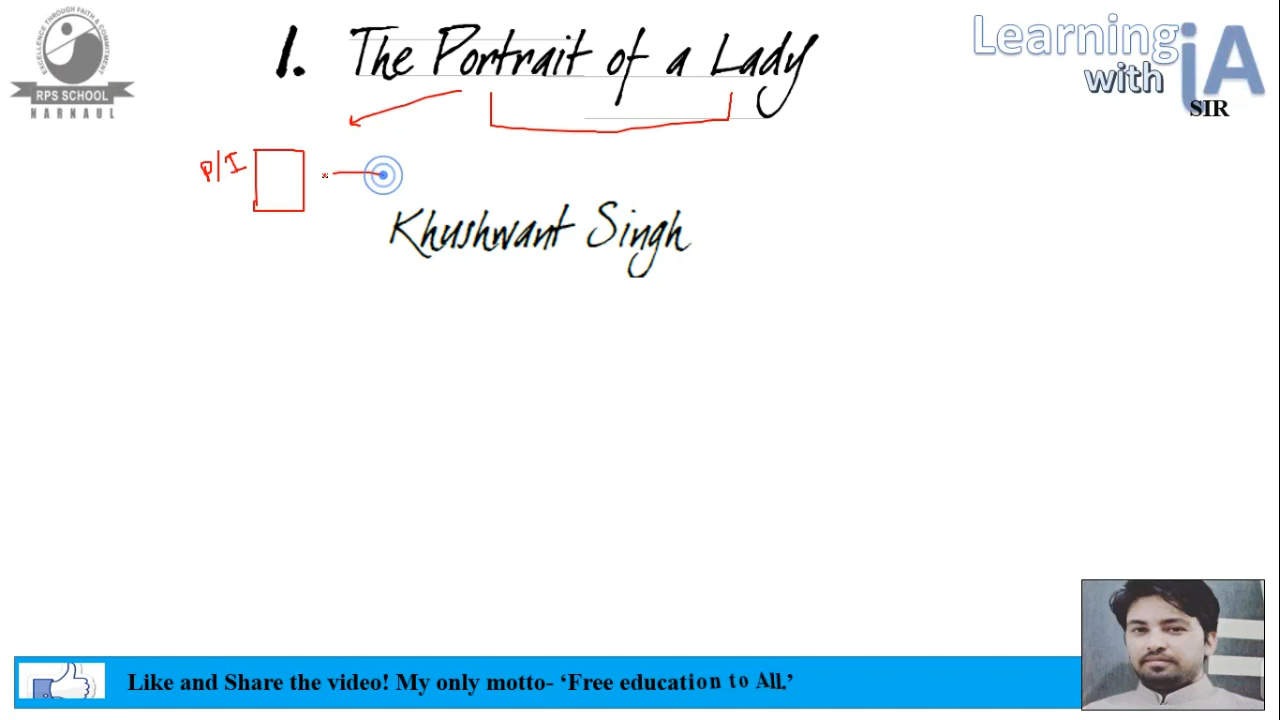 EXCELLENCE THROUGH FAITH & COMMITMENT
RPS SCHOOL
NARNAUL
1. The Portrait of a Lady
Learning
with iA
SIR
P/I
Khushwant Singh
Like and Share the video! My only motto- ‘Free education to All.’